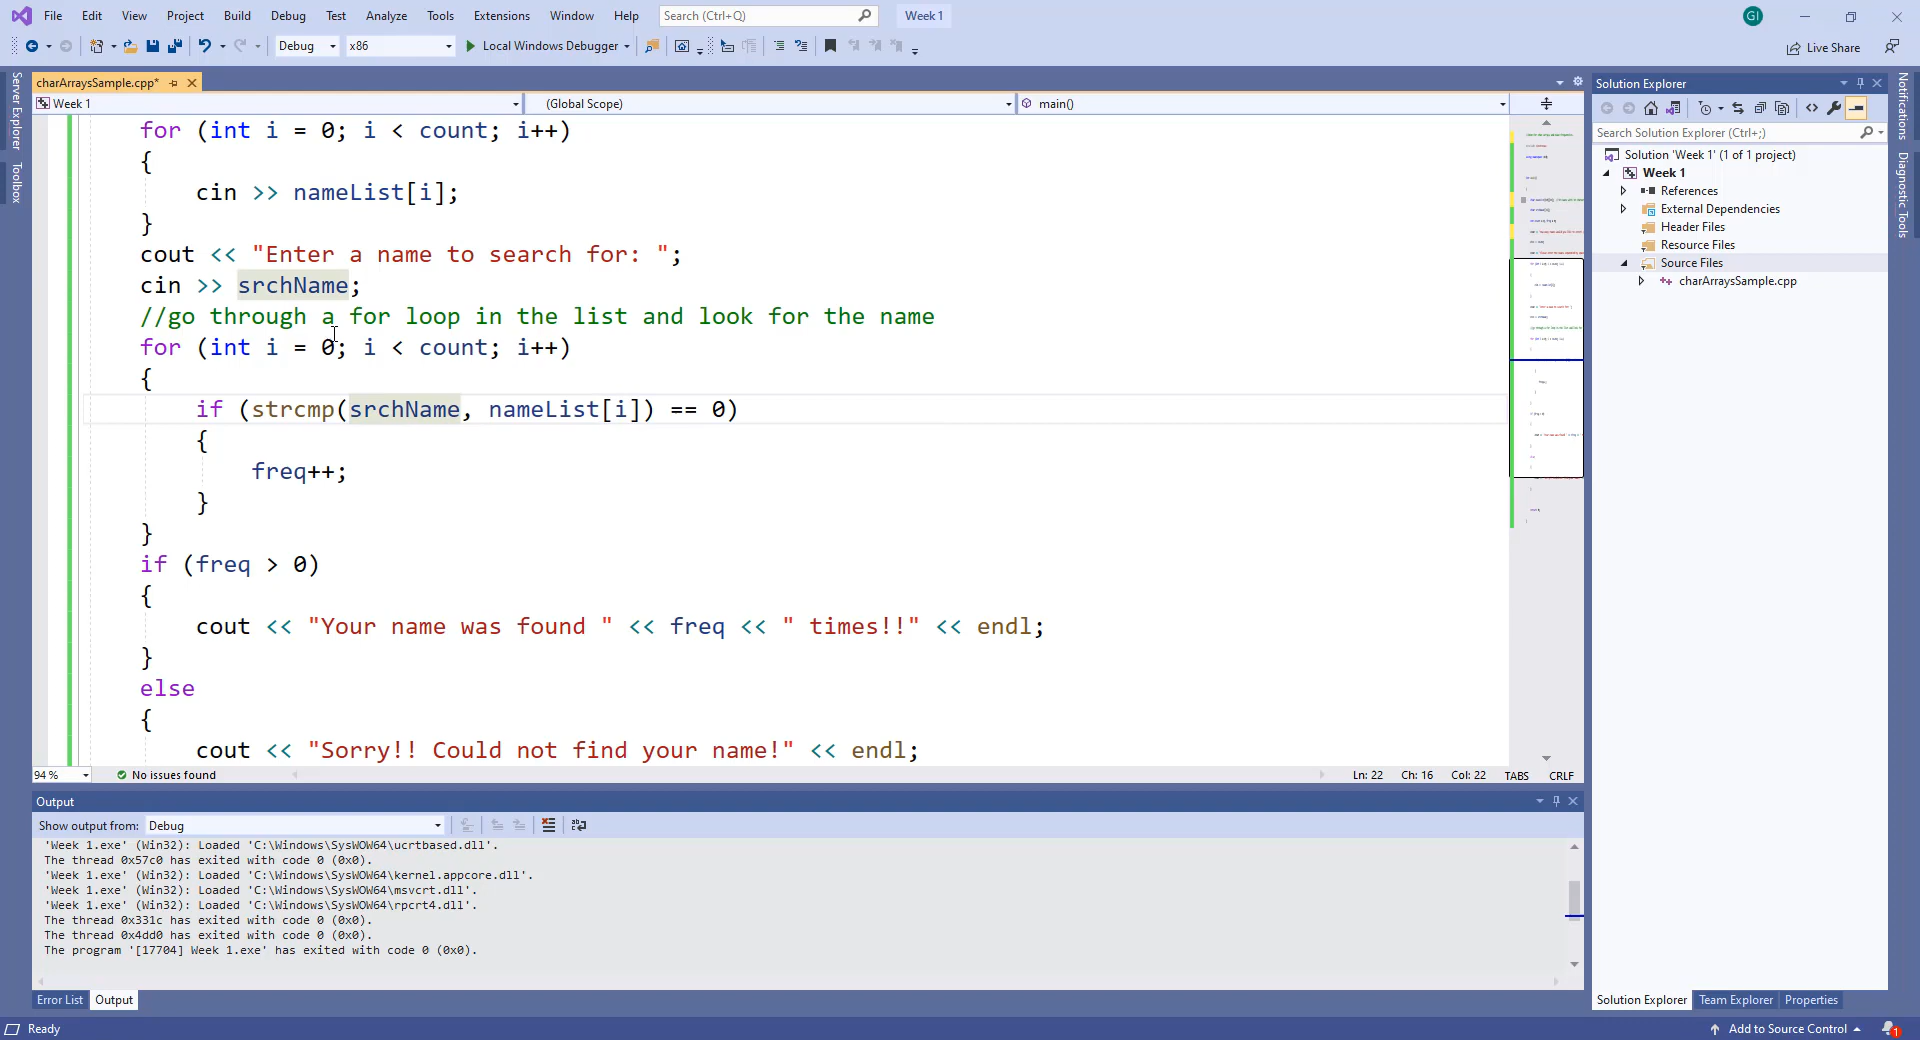 File Edit View Project Build Debug Test Analyze Tools Extensions Window Help Search (Ctrl+Q) Week 1 GI
Debug x86 Local Windows Debugger Live Share
charArraysSample.cpp*
Week 1 (Global Scope) main()
Server Explorer
Toolbox
for (int i = 0; i < count; i++)
{
cin >> nameList[i];
}
cout << "Enter a name to search for: ";
cin >> srchName;
//go through a for loop in the list and look for the name
for (int i = 0; i < count; i++)
{
if (strcmp(srchName, nameList[i]) == 0)
{
freq++;
}
}
if (freq > 0)
{
cout << "Your name was found " << freq << " times!!" << endl;
}
else
{
cout << "Sorry!! Could not find your name!" << endl;
94 % No issues found Ln: 22 Ch: 16 Col: 22 TABS CRLF
Output
Show output from: Debug
'Week 1.exe' (Win32): Loaded 'C:\Windows\SysWOW64\ucrtbased.dll'.
The thread 0x57c0 has exited with code 0 (0x0).
'Week 1.exe' (Win32): Loaded 'C:\Windows\SysWOW64\kernel.appcore.dll'.
'Week 1.exe' (Win32): Loaded 'C:\Windows\SysWOW64\msvcrt.dll'.
'Week 1.exe' (Win32): Loaded 'C:\Windows\SysWOW64\rpcrt4.dll'.
The thread 0x331c has exited with code 0 (0x0).
The thread 0x4dd0 has exited with code 0 (0x0).
The program '[17704] Week 1.exe' has exited with code 0 (0x0).
Error List Output
Solution Explorer
Search Solution Explorer (Ctrl+;)
Solution 'Week 1' (1 of 1 project)
Week 1
References
External Dependencies
Header Files
Resource Files
Source Files
charArraysSample.cpp
Solution Explorer Team Explorer Properties
Notifications
Diagnostic Tools
Ready Add to Source Control 1